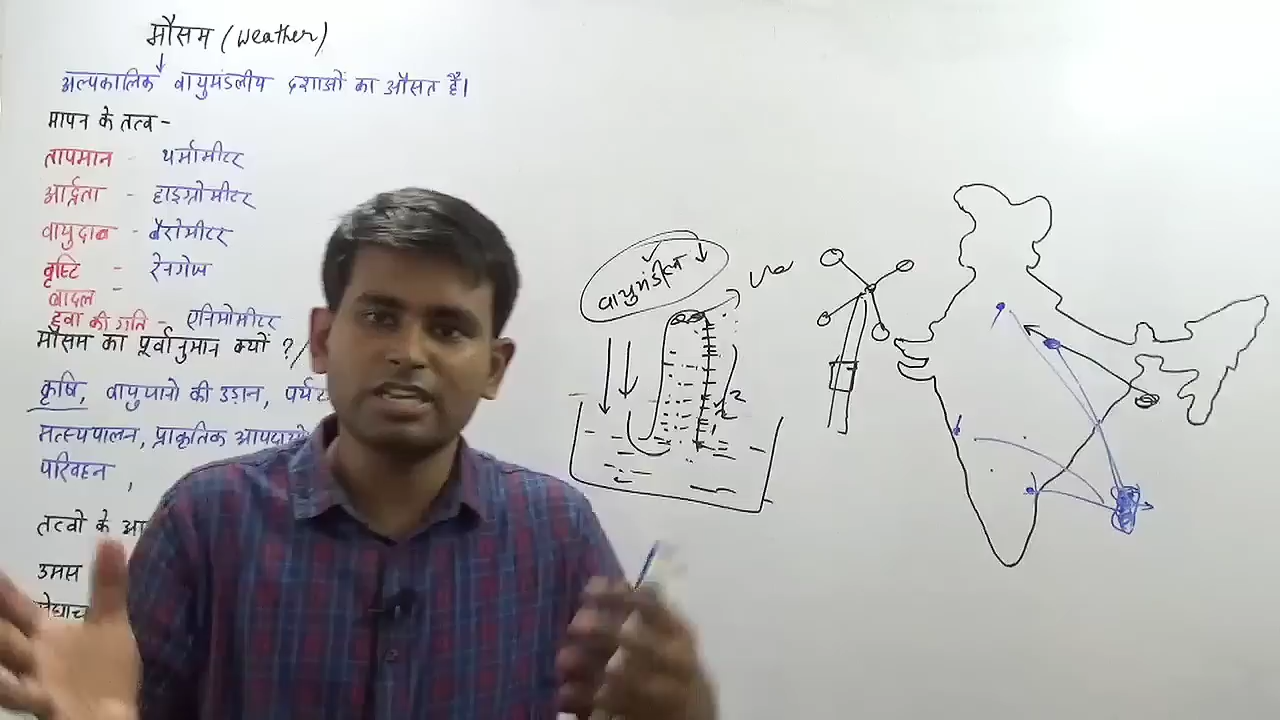 मौसम (Weather)
अल्पकालिक वायुमंडलीय दशाओं का औसत है।
मापन के तत्व -
तापमान - थर्मामीटर
आर्द्रता - हाइग्रोमीटर
वायुदाब - बैरोमीटर
वृष्टि - रेनगेज
बादल -
हवा की गति - एनिमोमीटर
मौसम का पूर्वानुमान क्यों ?/
कृषि, वायुयानो की उड़ान,
मत्स्यपालन, प्राकृतिक
परिवहन ,
तत्वो के
उमस
वायुमंडल